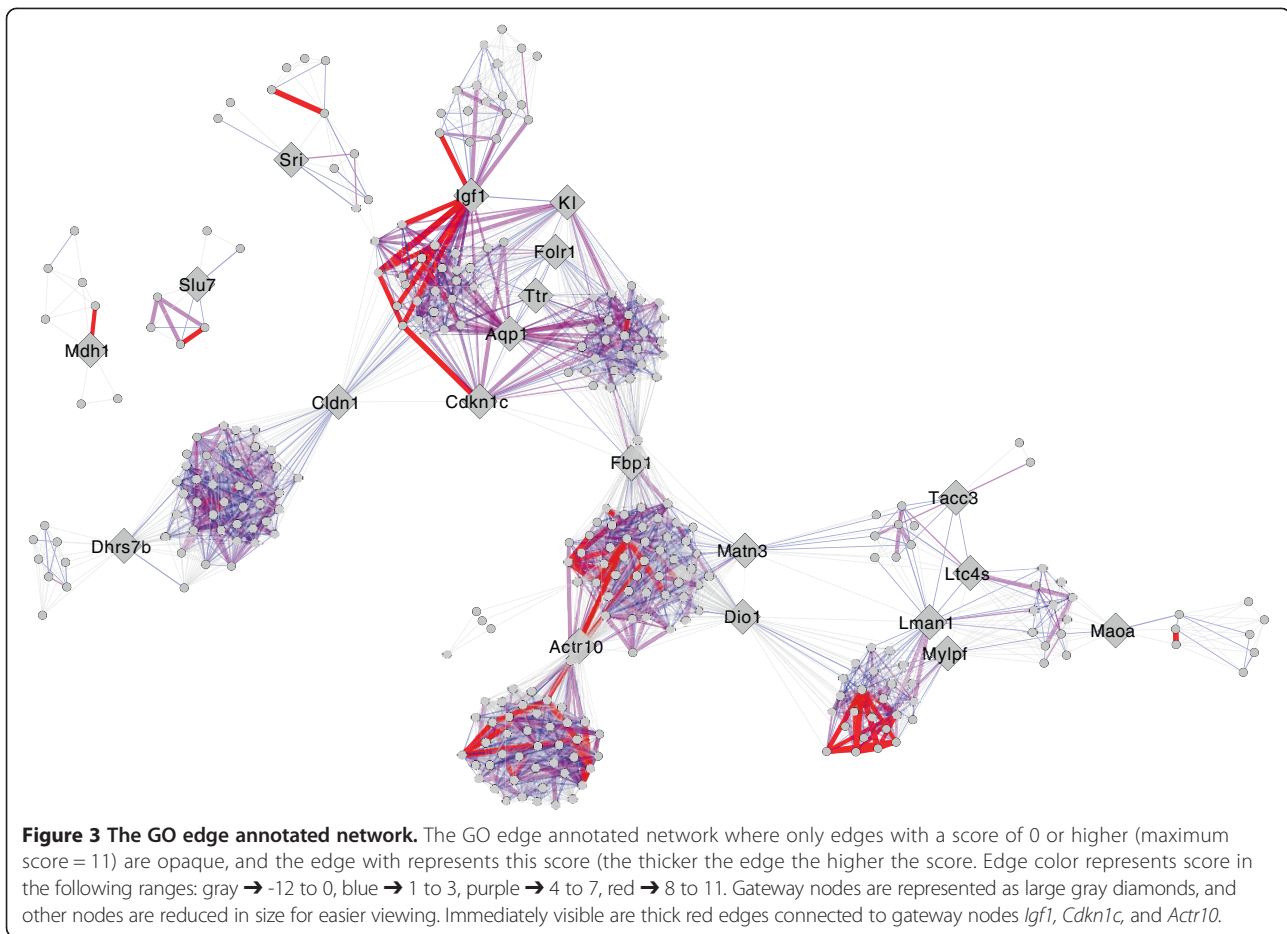 Sri
Igf1
Kl
Folr1
Slu7
Ttr
Aqp1
Mdh1
Cldn1
Cdkn1c
Fbp1
Tacc3
Dhrs7b
Matn3
Ltc4s
Dio1
Lman1
Maoa
Actr10
Mylpf
Figure 3 The GO edge annotated network. The GO edge annotated network where only edges with a score of 0 or higher (maximum
score = 11) are opaque, and the edge with represents this score (the thicker the edge the higher the score. Edge color represents score in
the following ranges: gray ➔ -12 to 0, blue ➔ 1 to 3, purple ➔ 4 to 7, red ➔ 8 to 11. Gateway nodes are represented as large gray diamonds, and
other nodes are reduced in size for easier viewing. Immediately visible are thick red edges connected to gateway nodes Igf1, Cdkn1c, and Actr10.